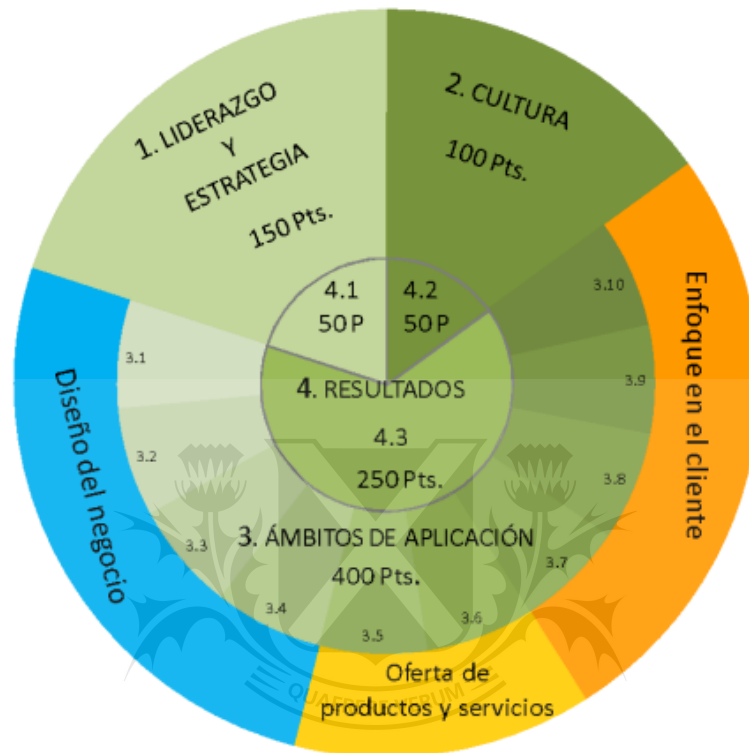 1. LIDERAZGO
Y
ESTRATEGIA
150 Pts.
2. CULTURA
100 Pts.
4.1
50 P
4.2
50 P
3.10
3.9
3.8
3.7
3.6
3.5
3.4
3.3
3.2
3.1
4. RESULTADOS
4.3
250 Pts.
3. ÁMBITOS DE APLICACIÓN
400 Pts.
Enfoque en el cliente
Diseño del negocio
Oferta de
productos y servicios